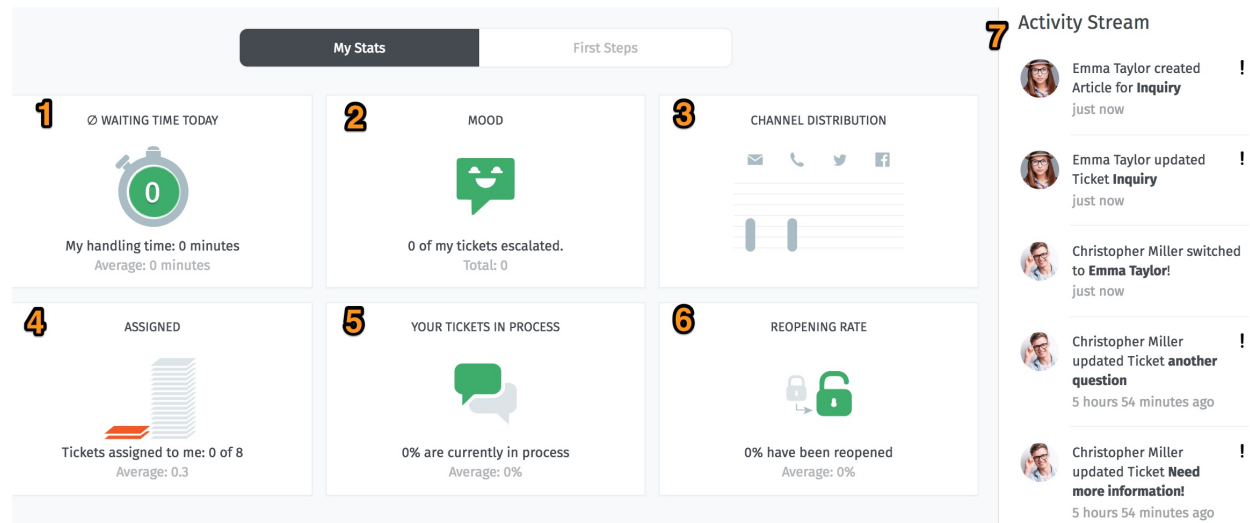 My Stats
First Steps
1
∅ WAITING TIME TODAY
0
My handling time: 0 minutes
Average: 0 minutes
2
MOOD
0 of my tickets escalated.
Total: 0
3
CHANNEL DISTRIBUTION
4
ASSIGNED
Tickets assigned to me: 0 of 8
Average: 0.3
5
YOUR TICKETS IN PROCESS
0% are currently in process
Average: 0%
6
REOPENING RATE
0% have been reopened
Average: 0%
7
Activity Stream
Emma Taylor created
Article for Inquiry
just now
!
Emma Taylor updated
Ticket Inquiry
just now
!
Christopher Miller switched
to Emma Taylor!
just now
Christopher Miller
updated Ticket another
question
5 hours 54 minutes ago
!
Christopher Miller
updated Ticket Need
more information!
5 hours 54 minutes ago
!